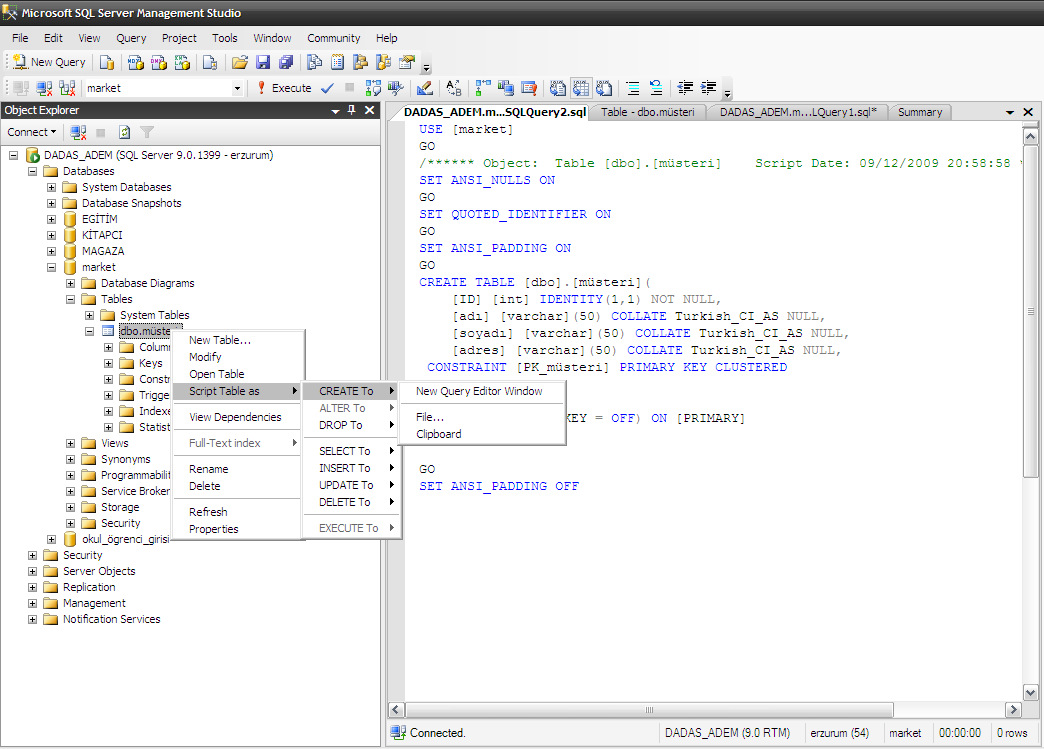 Microsoft SQL Server Management Studio
File Edit View Query Project Tools Window Community Help
New Query
market Execute
Object Explorer
Connect
DADAS_ADEM (SQL Server 9.0.1399 - erzurum)
Databases
System Databases
Database Snapshots
EGİTİM
KİTAPCI
MAGAZA
market
Database Diagrams
Tables
System Tables
dbo.müste
Colum
Keys
Constr
Trigge
Indexe
Statist
Views
Synonyms
Programmabilit
Service Broker
Storage
Security
okul_ögrenci_girisi
Security
Server Objects
Replication
Management
Notification Services
New Table...
Modify
Open Table
Script Table as
View Dependencies
Full-Text index
Rename
Delete
Refresh
Properties
CREATE To
ALTER To
DROP To
SELECT To
INSERT To
UPDATE To
DELETE To
EXECUTE To
New Query Editor Window
File...
Clipboard
DADAS_ADEM.m...SQLQuery2.sql Table - dbo.müsteri DADAS_ADEM.m...LQuery1.sql* Summary
USE [market]
GO
/****** Object:  Table [dbo].[müsteri]    Script Date: 09/12/2009 20:58:58 *
SET ANSI_NULLS ON
GO
SET QUOTED_IDENTIFIER ON
GO
SET ANSI_PADDING ON
GO
CREATE TABLE [dbo].[müsteri](
[ID] [int] IDENTITY(1,1) NOT NULL,
[adı] [varchar](50) COLLATE Turkish_CI_AS NULL,
[soyadi] [varchar](50) COLLATE Turkish_CI_AS NULL,
[adres] [varchar](50) COLLATE Turkish_CI_AS NULL,
CONSTRAINT [PK_müsteri] PRIMARY KEY CLUSTERED
KEY = OFF) ON [PRIMARY]
GO
SET ANSI_PADDING OFF
Connected. DADAS_ADEM (9.0 RTM) erzurum (54) market 00:00:00 0 rows